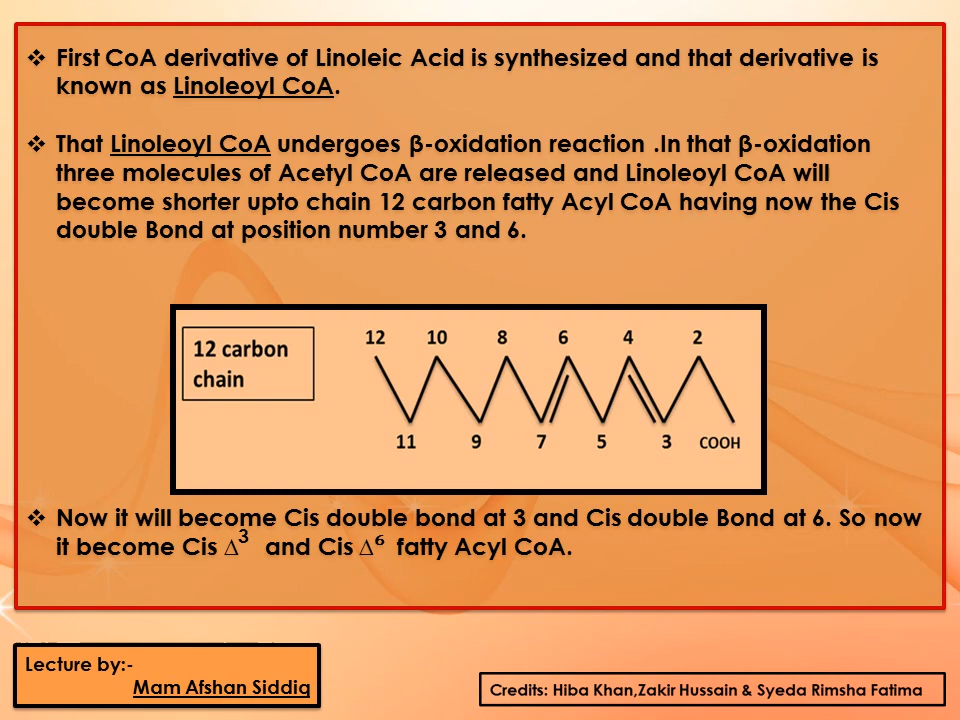 ❖ First CoA derivative of Linoleic Acid is synthesized and that derivative is
known as Linoleoyl CoA.
❖ That Linoleoyl CoA undergoes β-oxidation reaction .In that β-oxidation
three molecules of Acetyl CoA are released and Linoleoyl CoA will
become shorter upto chain 12 carbon fatty Acyl CoA having now the Cis
double Bond at position number 3 and 6.
12 carbon
chain
12 10 8 6 4 2
11 9 7 5 3 COOH
❖ Now it will become Cis double bond at 3 and Cis double Bond at 6. So now
it become Cis ∆³ and Cis ∆⁶ fatty Acyl CoA.
Lecture by:-
Mam Afshan Siddiq
Credits: Hiba Khan,Zakir Hussain & Syeda Rimsha Fatima